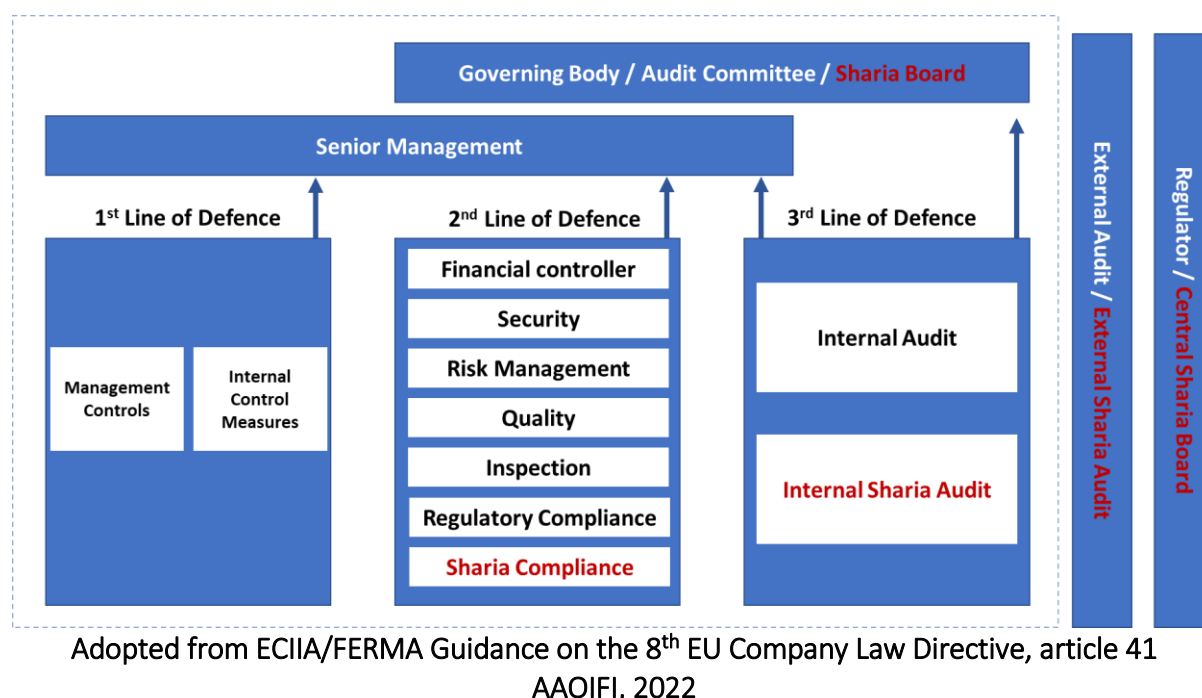 Governing Body / Audit Committee / Sharia Board
Senior Management
1st Line of Defence
2nd Line of Defence
3rd Line of Defence
Management
Controls
Internal
Control
Measures
Financial controller
Security
Risk Management
Quality
Inspection
Regulatory Compliance
Sharia Compliance
Internal Audit
Internal Sharia Audit
External Audit / External Sharia Audit
Regulator / Central Sharia Board
Adopted from ECIIA/FERMA Guidance on the 8th EU Company Law Directive, article 41
AAOIFI, 2022